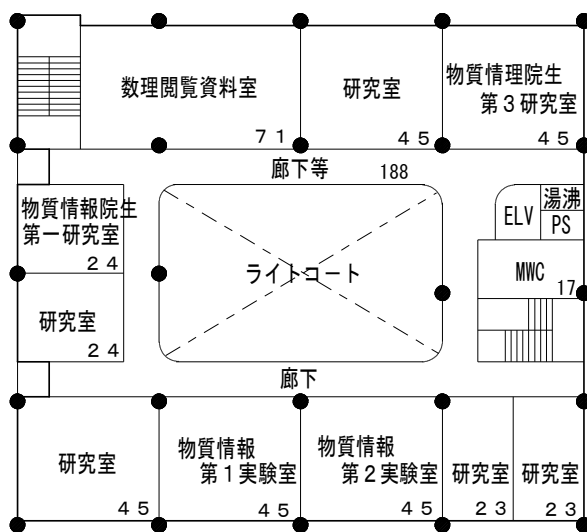 数理閲覧資料室
71
研究室
45
物質情理院生
第3研究室
45
廊下等 188
物質情報院生
第一研究室
24
ライトコート
ELV
湯沸
PS
MWC
17
研究室
24
廊下
研究室
45
物質情報
第1実験室
45
物質情報
第2実験室
45
研究室
23
研究室
23